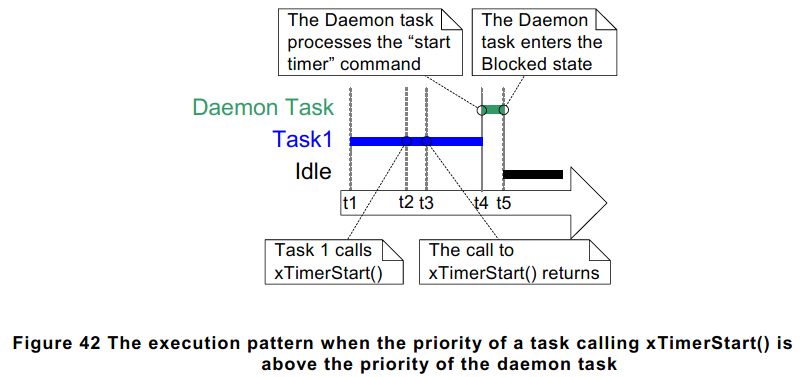 The Daemon task
processes the “start
timer” command
The Daemon
task enters the
Blocked state
Daemon Task
Task1
Idle
t1 t2 t3 t4 t5
Task 1 calls
xTimerStart()
The call to
xTimerStart() returns
Figure 42 The execution pattern when the priority of a task calling xTimerStart() is
above the priority of the daemon task